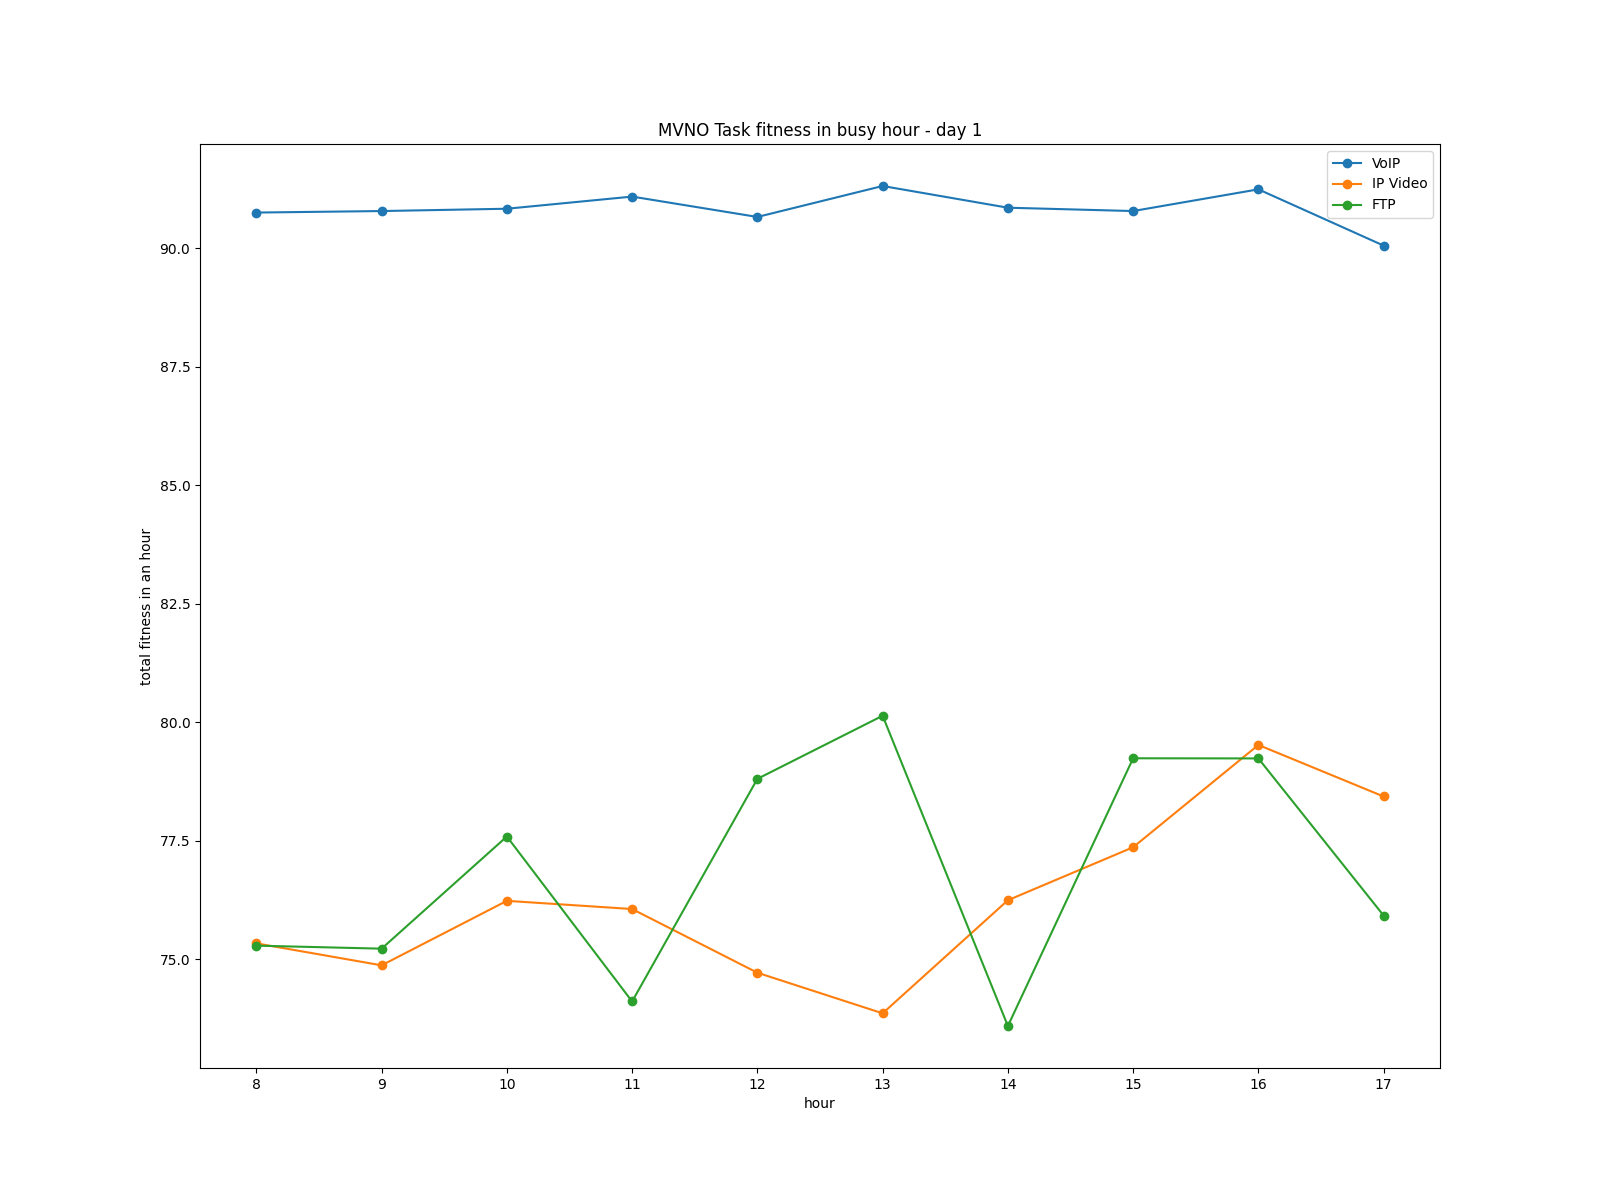 MVNO Task fitness in busy hour - day 1
VoIP
IP Video
FTP
total fitness in an hour
90.0
87.5
85.0
82.5
80.0
77.5
75.0
8 9 10 11 12 13 14 15 16 17
hour